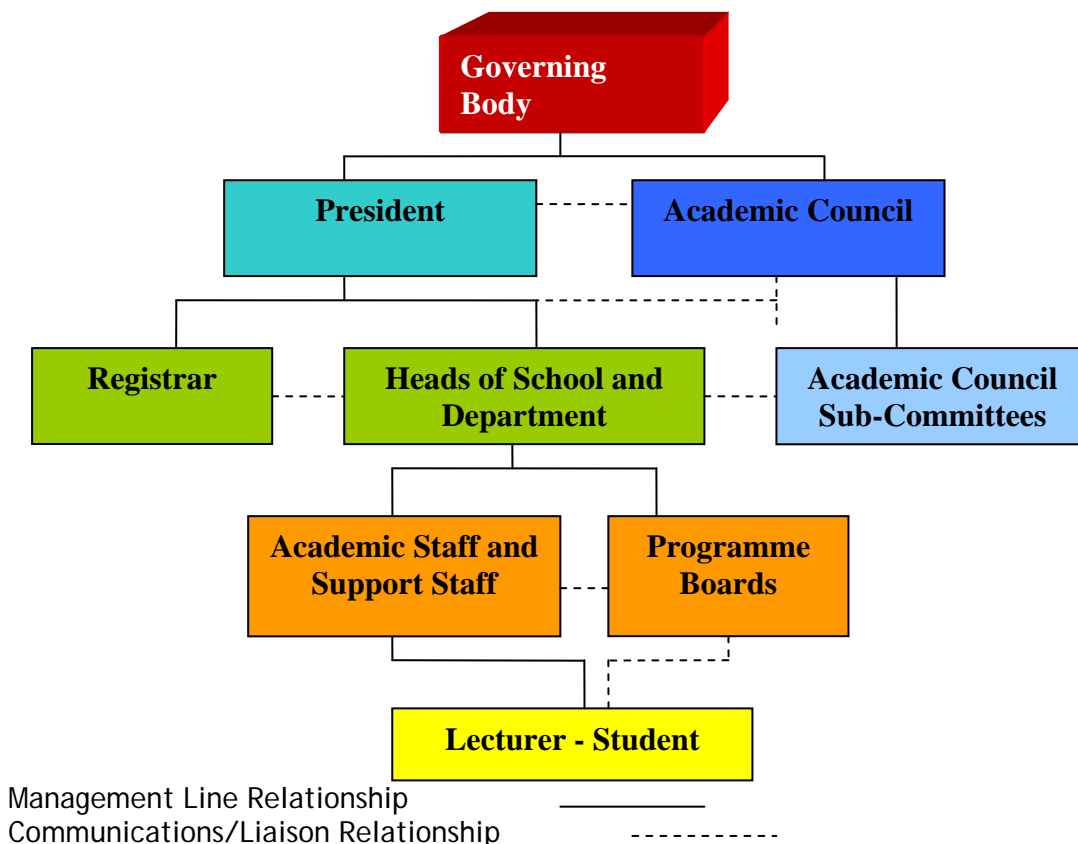 Governing
Body
President
Academic Council
Registrar
Heads of School and
Department
Academic Council
Sub-Committees
Academic Staff and
Support Staff
Programme
Boards
Lecturer - Student
Management Line Relationship
Communications/Liaison Relationship